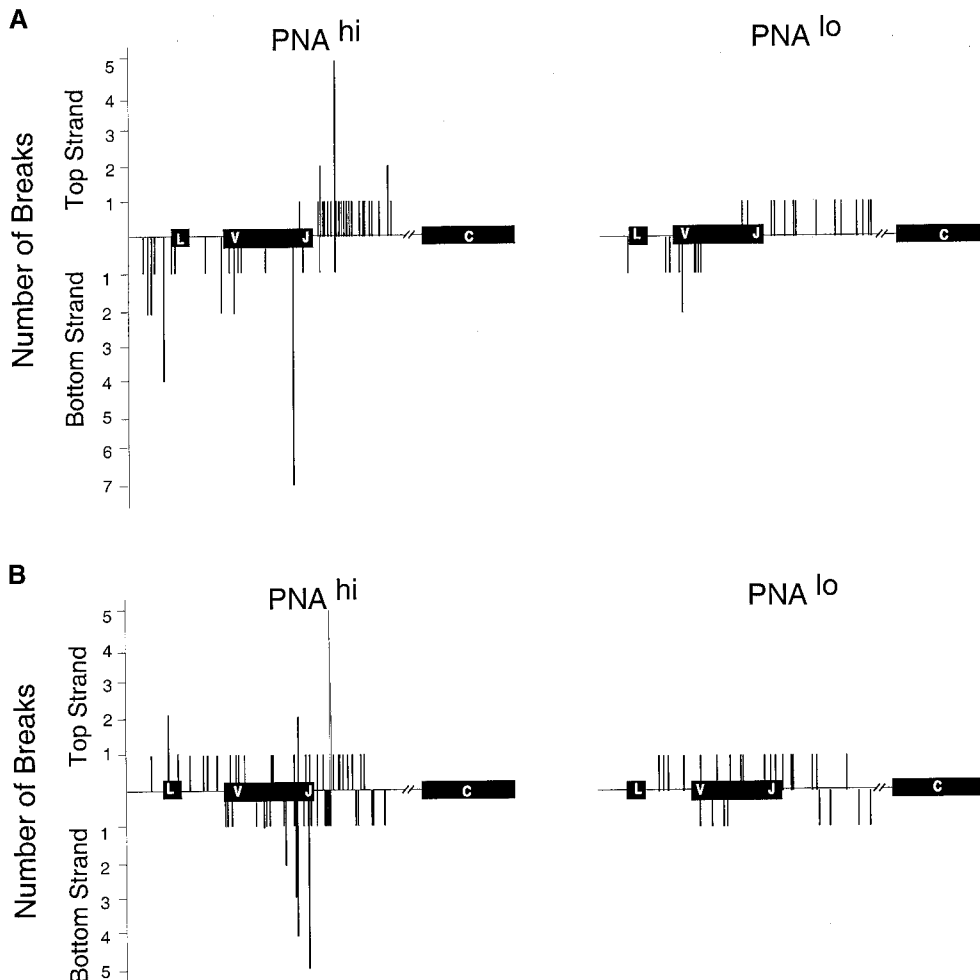 A
PNA hi
PNA lo
Number of Breaks
Top Strand
Bottom Strand
5
4
3
2
1
1
2
3
4
5
6
7
L
V
J
C
L
V
J
C
B
PNA hi
PNA lo
Number of Breaks
Top Strand
Bottom Strand
5
4
3
2
1
1
2
3
4
5
L
V
J
C
L
V
J
C